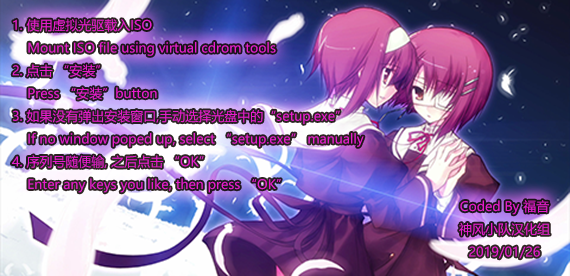 1. 使用虚拟光驱载入ISO
Mount ISO file using virtual cdrom tools
2. 点击 “安装”
Press “安装” button
3. 如果没有弹出安装窗口,手动选择光盘中的 “setup.exe”
If no window poped up, select “setup.exe” manually
4. 序列号随便输, 之后点击 “OK”
Enter any keys you like, then press “OK”
Coded By 福音
神风小队汉化组
2019/01/26